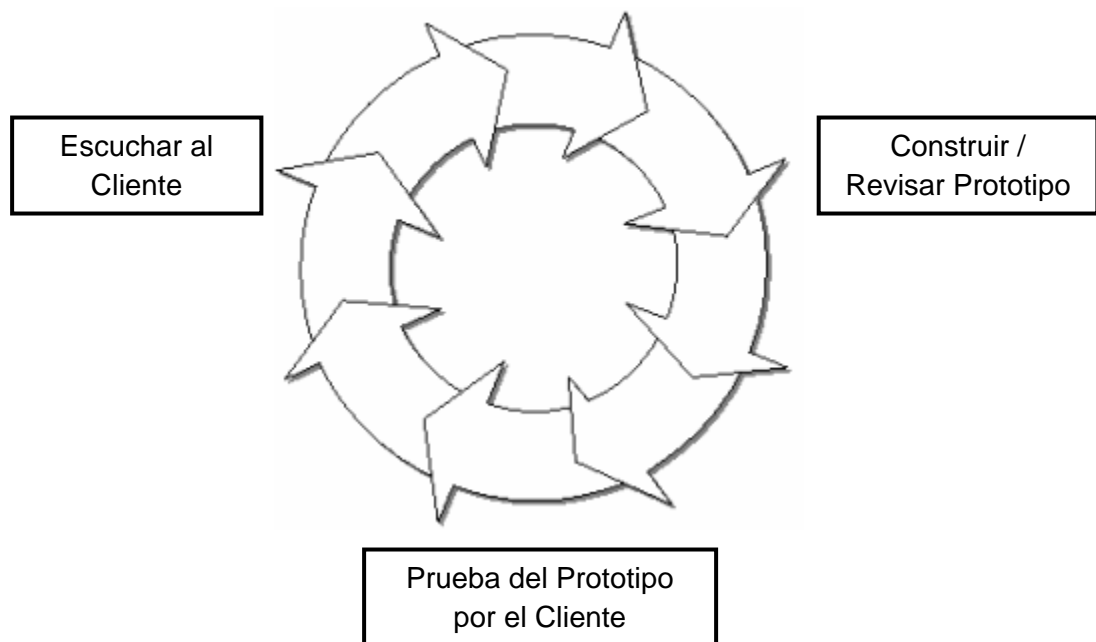 Escuchar al
Cliente
Construir /
Revisar Prototipo
Prueba del Prototipo
por el Cliente